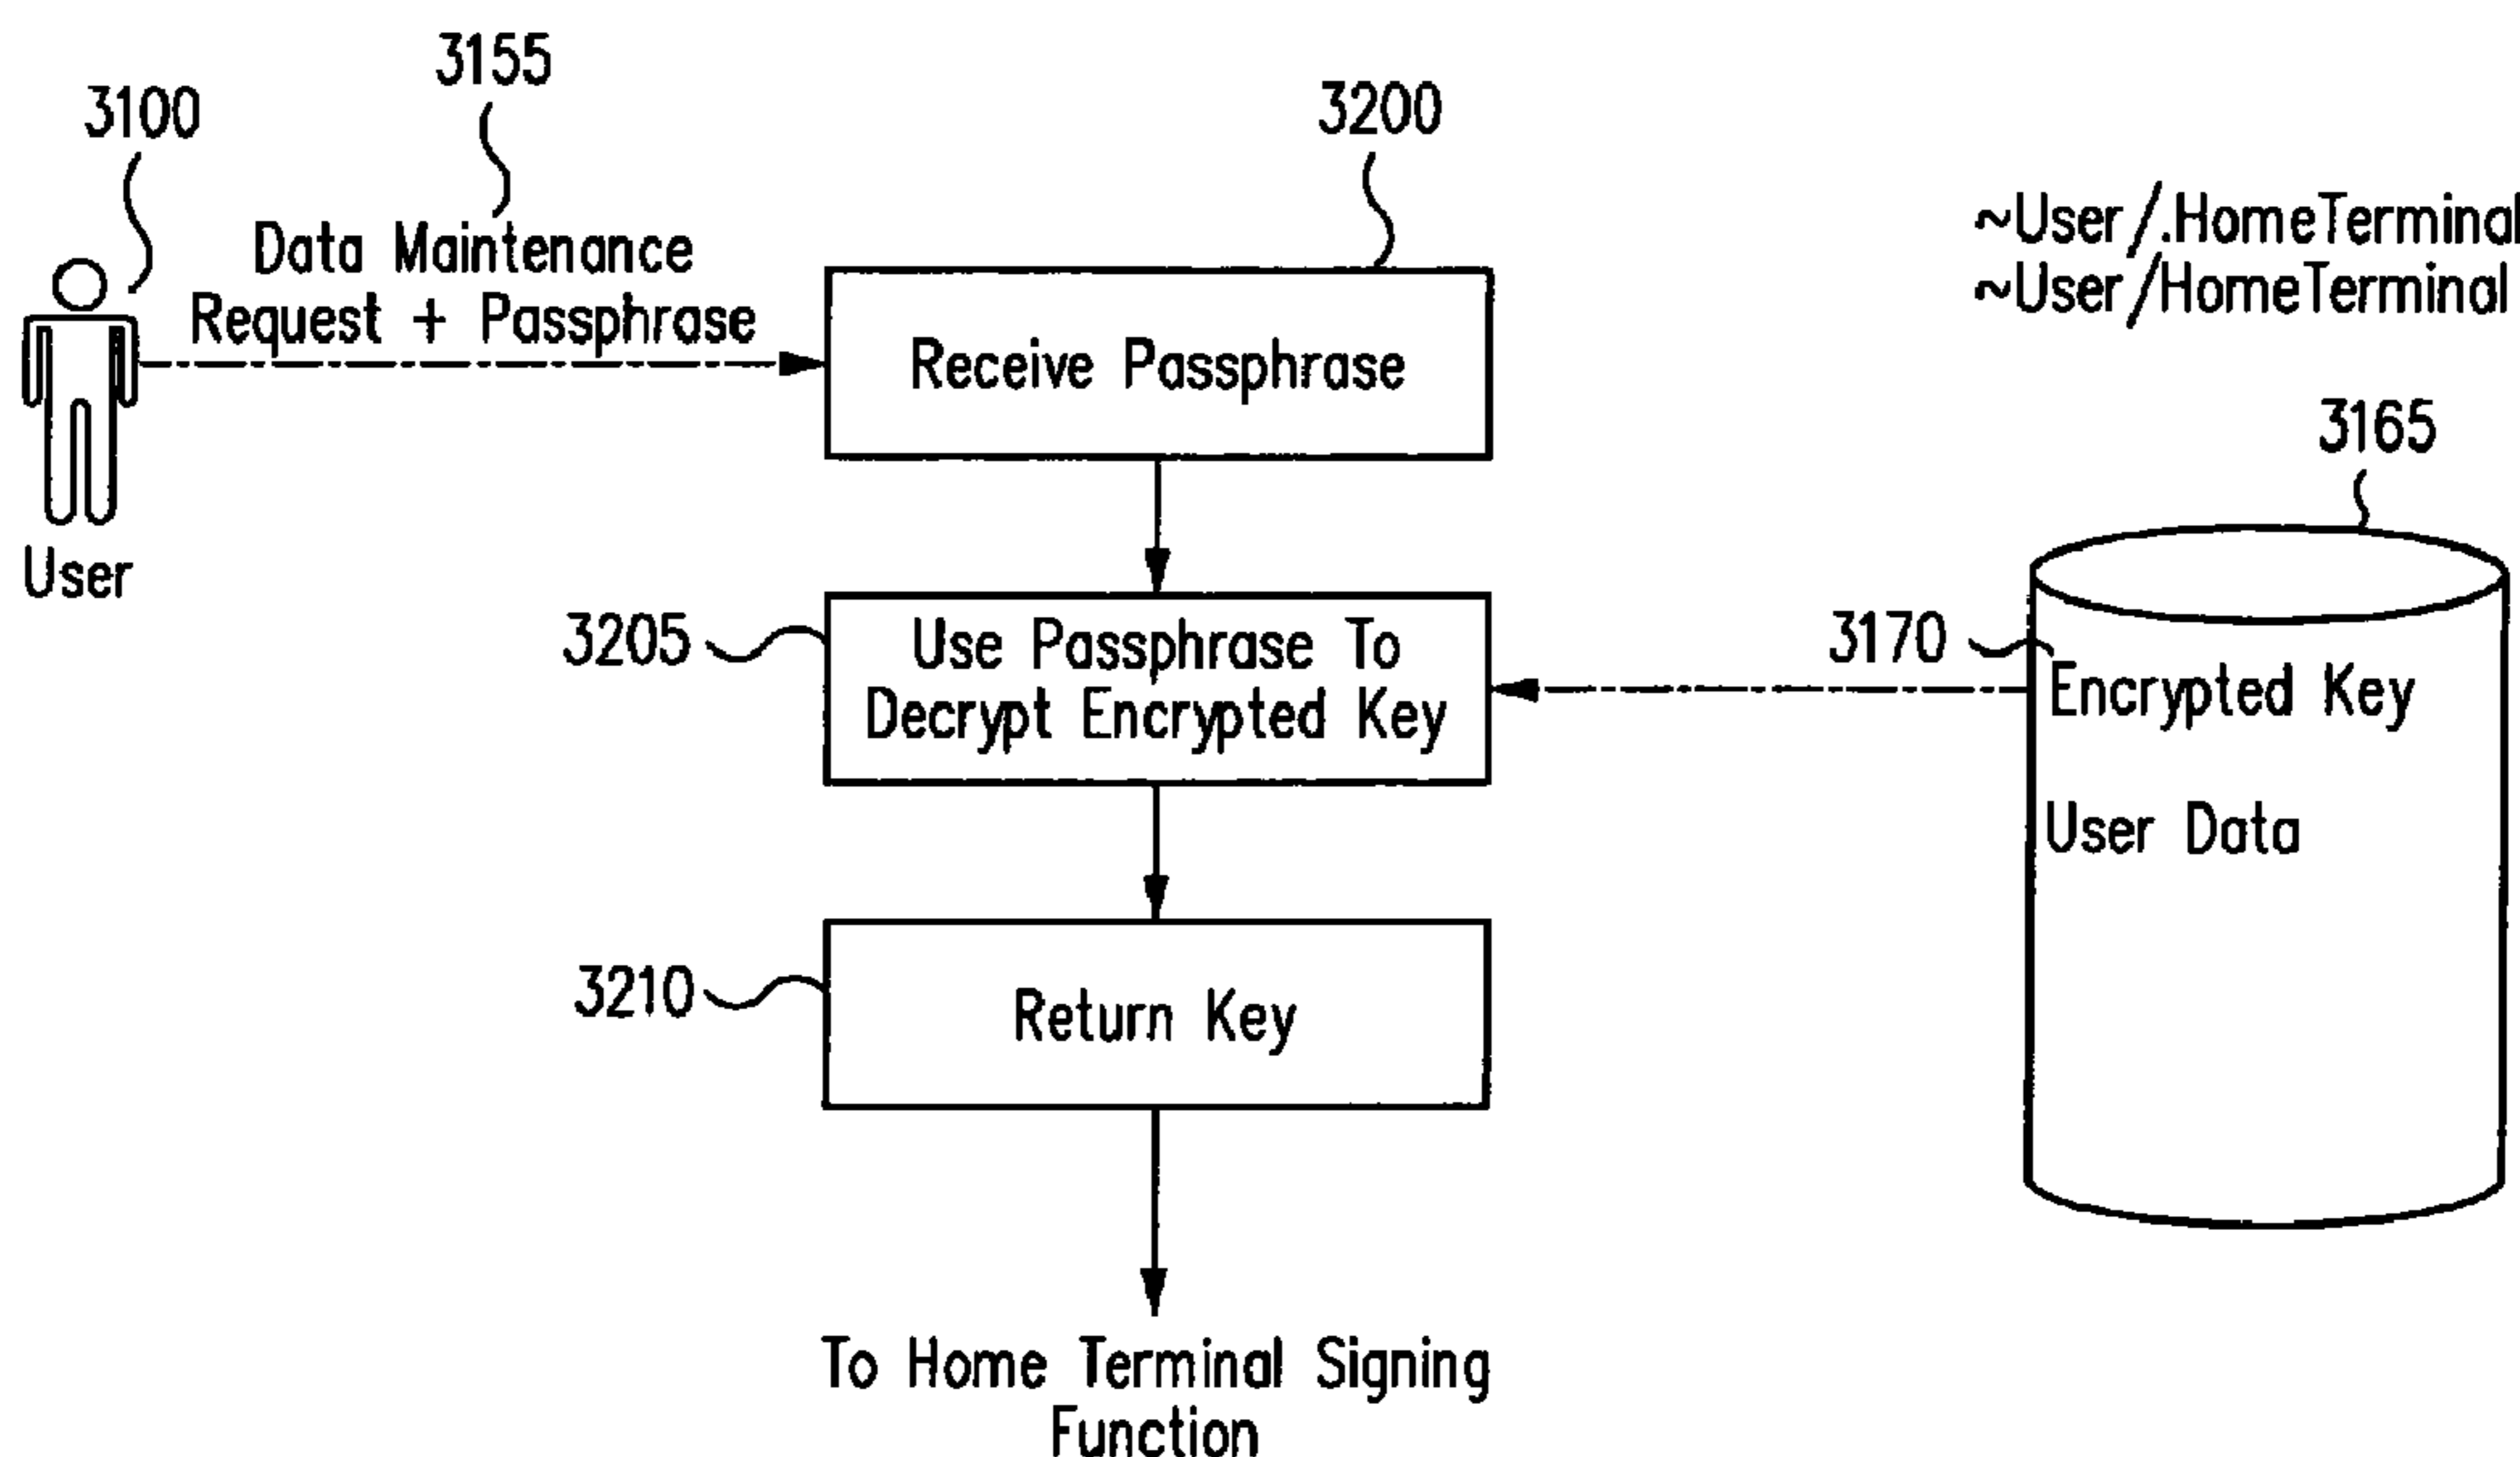 3155
3100
3200
Data Maintenance
Request + Passphrase
~User/.HomeTerminal
~User/HomeTerminal
Receive Passphrase
3165
User
3205
Use Passphrase To
Decrypt Encrypted Key
3170
Encrypted Key
User Data
3210
Return Key
To Home Terminal Signing
Function